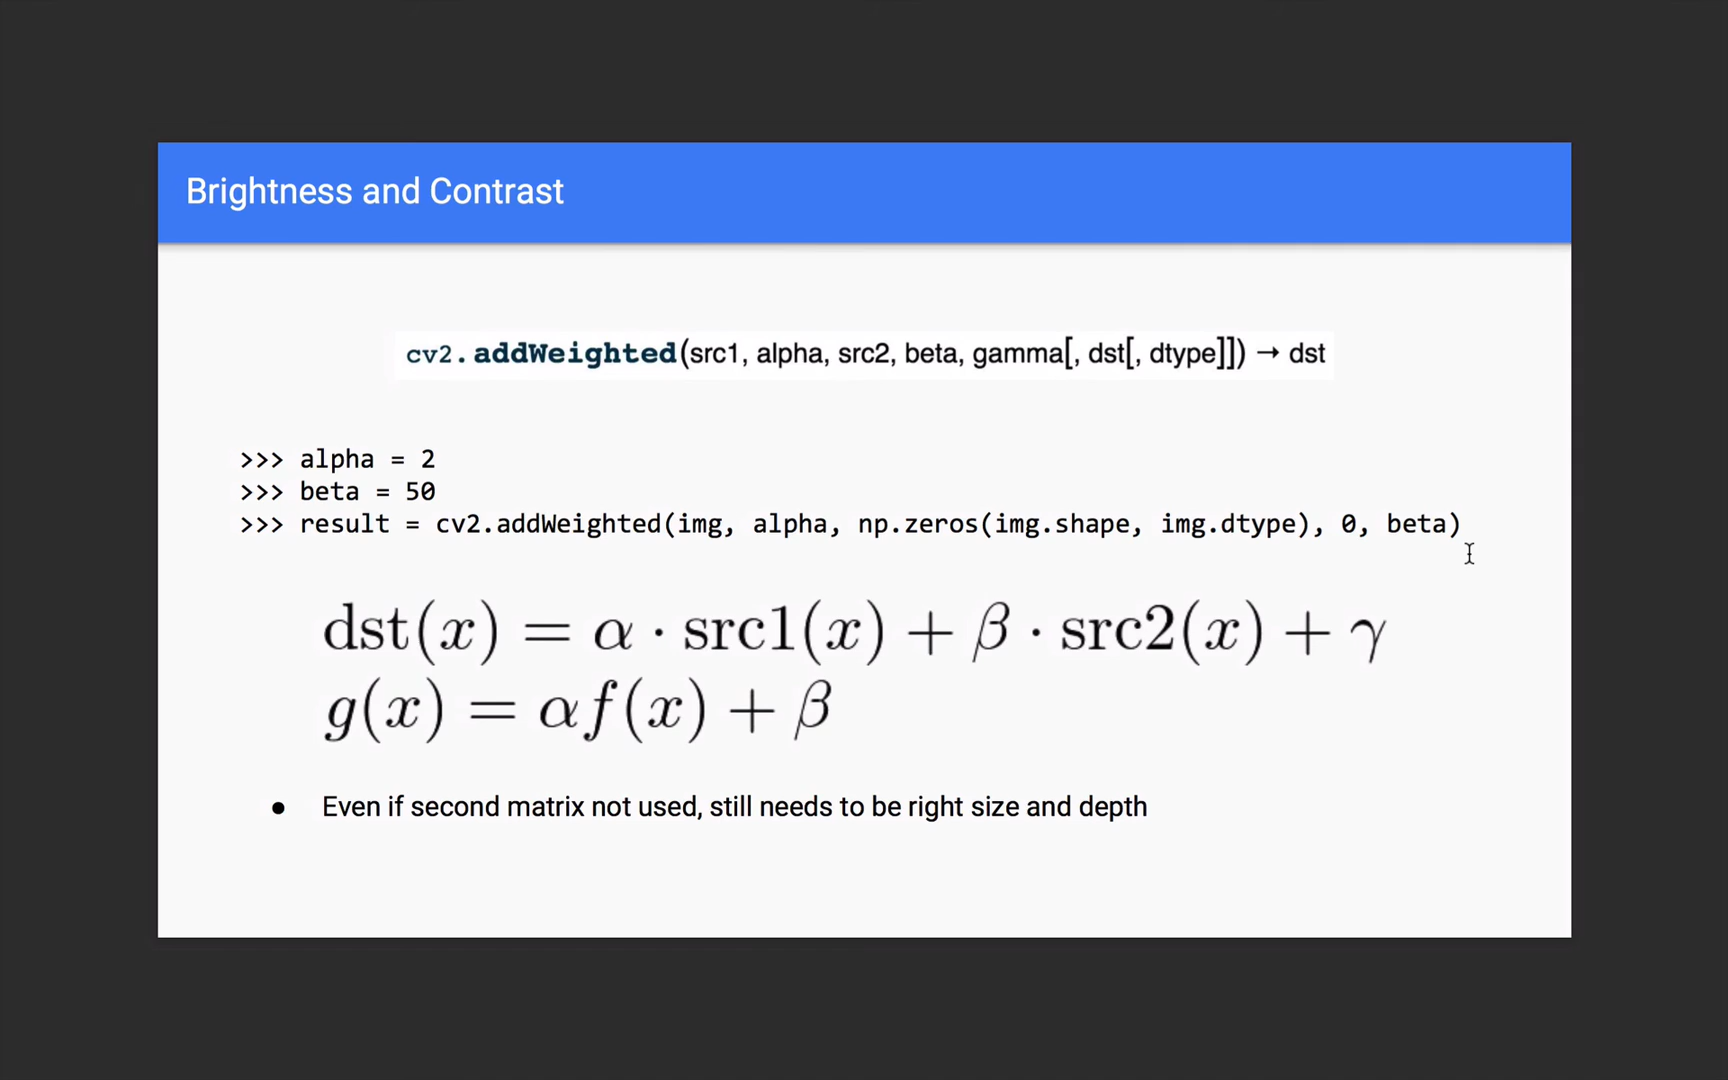 Brightness and Contrast
cv2.addWeighted(src1, alpha, src2, beta, gamma[, dst[, dtype]]) → dst
>>> alpha = 2
>>> beta = 50
>>> result = cv2.addWeighted(img, alpha, np.zeros(img.shape, img.dtype), 0, beta)
dst(x) = α · src1(x) + β · src2(x) + γ
g(x) = αf(x) + β
● Even if second matrix not used, still needs to be right size and depth